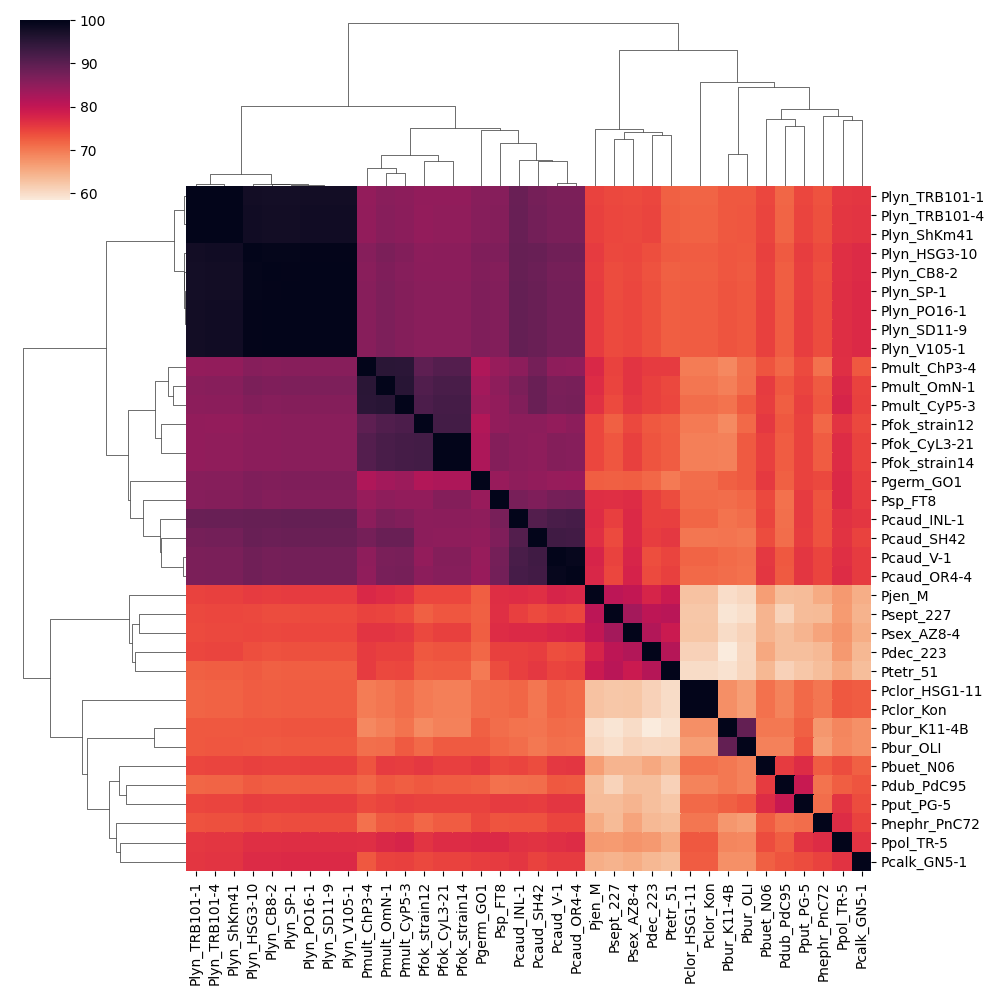 100
90
80
70
60
Plyn_TRB101-1
Plyn_TRB101-4
Plyn_ShKm41
Plyn_HSG3-10
Plyn_CB8-2
Plyn_SP-1
Plyn_PO16-1
Plyn_SD11-9
Plyn_V105-1
Pmult_ChP3-4
Pmult_OmN-1
Pmult_CyP5-3
Pfok_strain12
Pfok_CyL3-21
Pfok_strain14
Pgerm_GO1
Psp_FT8
Pcaud_INL-1
Pcaud_SH42
Pcaud_V-1
Pcaud_OR4-4
Pjen_M
Psept_227
Psex_AZ8-4
Pdec_223
Ptetr_51
Pclor_HSG1-11
Pclor_Kon
Pbur_K11-4B
Pbur_OLI
Pbuet_N06
Pdub_PdC95
Pput_PG-5
Pnephr_PnC72
Ppol_TR-5
Pcalk_GN5-1
Plyn_TRB101-1
Plyn_TRB101-4
Plyn_ShKm41
Plyn_HSG3-10
Plyn_CB8-2
Plyn_SP-1
Plyn_PO16-1
Plyn_SD11-9
Plyn_V105-1
Pmult_ChP3-4
Pmult_OmN-1
Pmult_CyP5-3
Pfok_strain12
Pfok_CyL3-21
Pfok_strain14
Pgerm_GO1
Psp_FT8
Pcaud_INL-1
Pcaud_SH42
Pcaud_V-1
Pcaud_OR4-4
Pjen_M
Psept_227
Psex_AZ8-4
Pdec_223
Ptetr_51
Pclor_HSG1-11
Pclor_Kon
Pbur_K11-4B
Pbur_OLI
Pbuet_N06
Pdub_PdC95
Pput_PG-5
Pnephr_PnC72
Ppol_TR-5
Pcalk_GN5-1